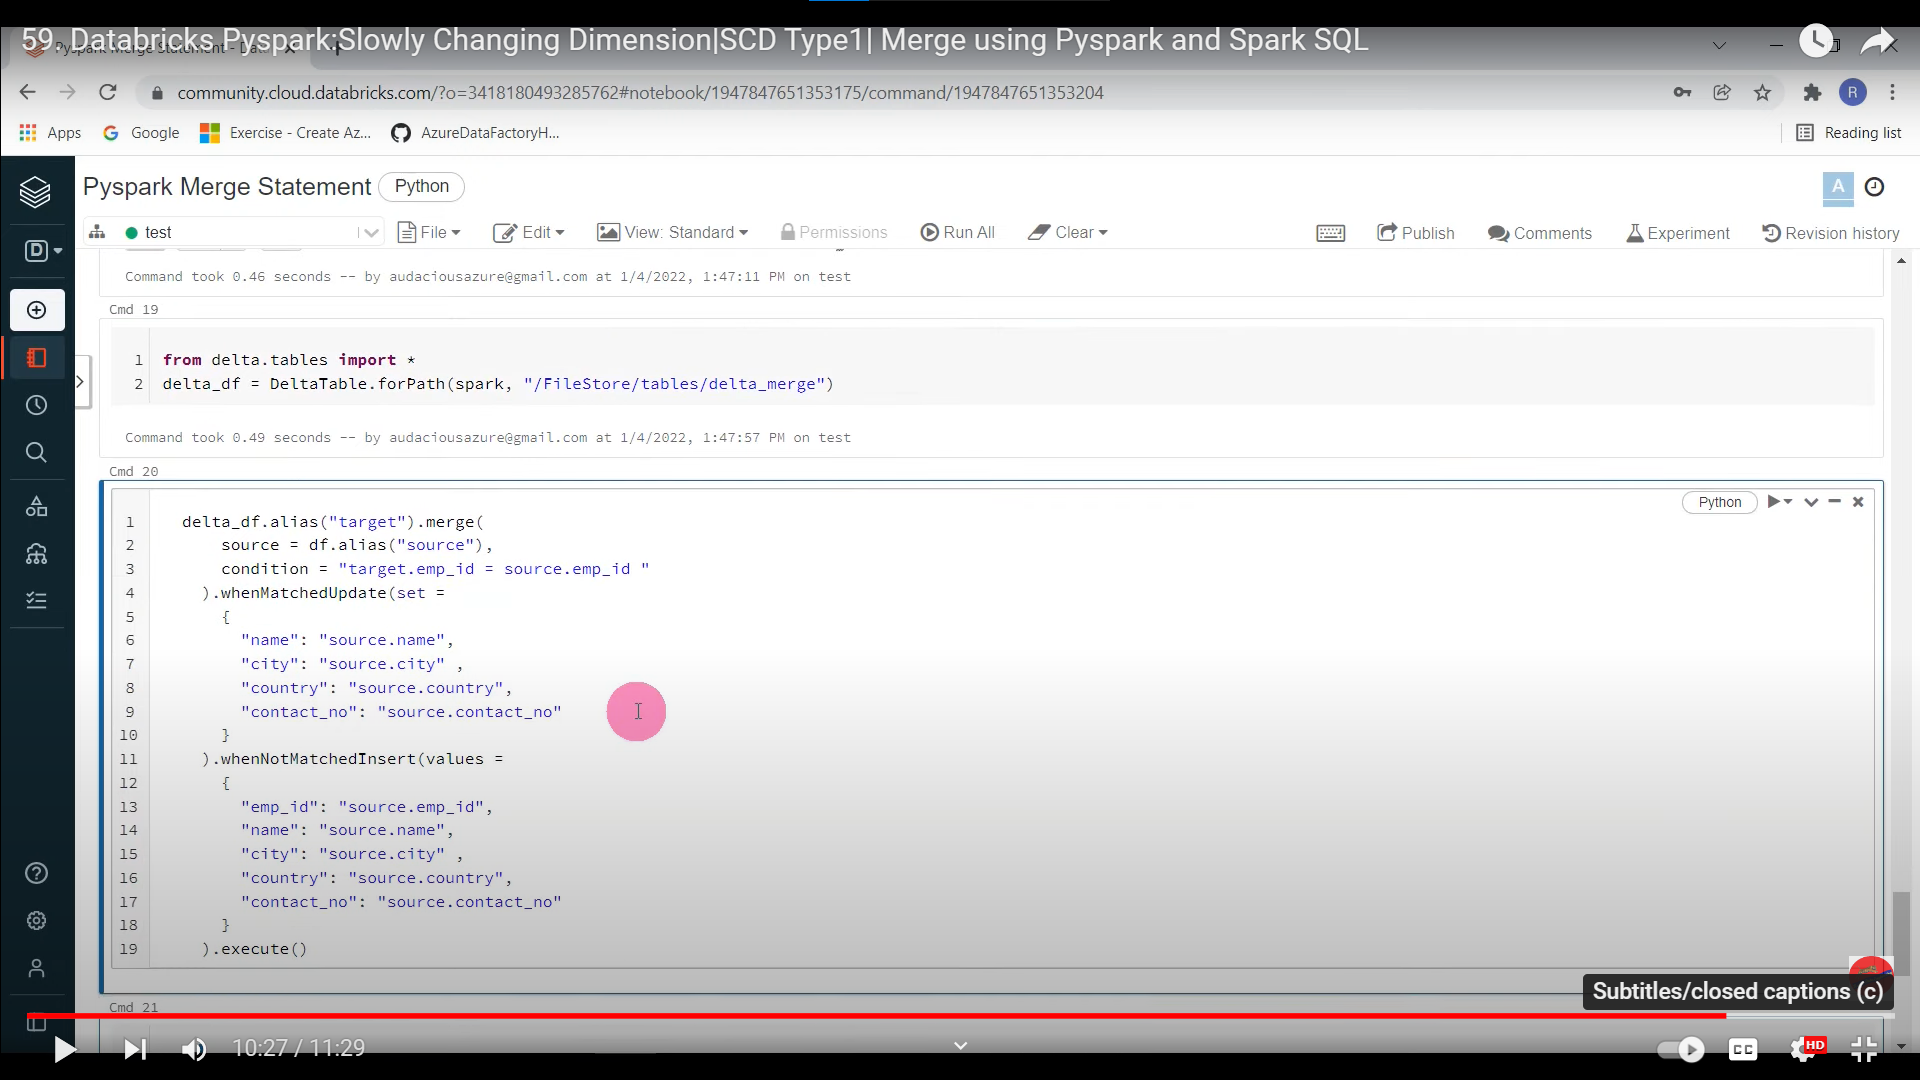 59. Databricks Pyspark:Slowly Changing Dimension|SCD Type1| Merge using Pyspark and Spark SQL
community.cloud.databricks.com/?o=3418180493285762#notebook/1947847651353175/command/1947847651353204
R
Apps Google Exercise - Create Az... AzureDataFactoryH... Reading list
Pyspark Merge Statement Python
A
D
test File Edit View: Standard Permissions Run All Clear Publish Comments Experiment Revision history
Command took 0.46 seconds -- by audaciousazure@gmail.com at 1/4/2022, 1:47:11 PM on test
Cmd 19
1 from delta.tables import *
2 delta_df = DeltaTable.forPath(spark, "/FileStore/tables/delta_merge")
Command took 0.49 seconds -- by audaciousazure@gmail.com at 1/4/2022, 1:47:57 PM on test
Cmd 20
Python
1 delta_df.alias("target").merge(
2 source = df.alias("source"),
3 condition = "target.emp_id = source.emp_id "
4 ).whenMatchedUpdate(set =
5 {
6 "name": "source.name",
7 "city": "source.city" ,
8 "country": "source.country",
9 "contact_no": "source.contact_no"
10 }
11 ).whenNotMatchedInsert(values =
12 {
13 "emp_id": "source.emp_id",
14 "name": "source.name",
15 "city": "source.city" ,
16 "country": "source.country",
17 "contact_no": "source.contact_no"
18 }
19 ).execute()
Subtitles/closed captions (c)
Cmd 21
10:27 / 11:29
CC
HD